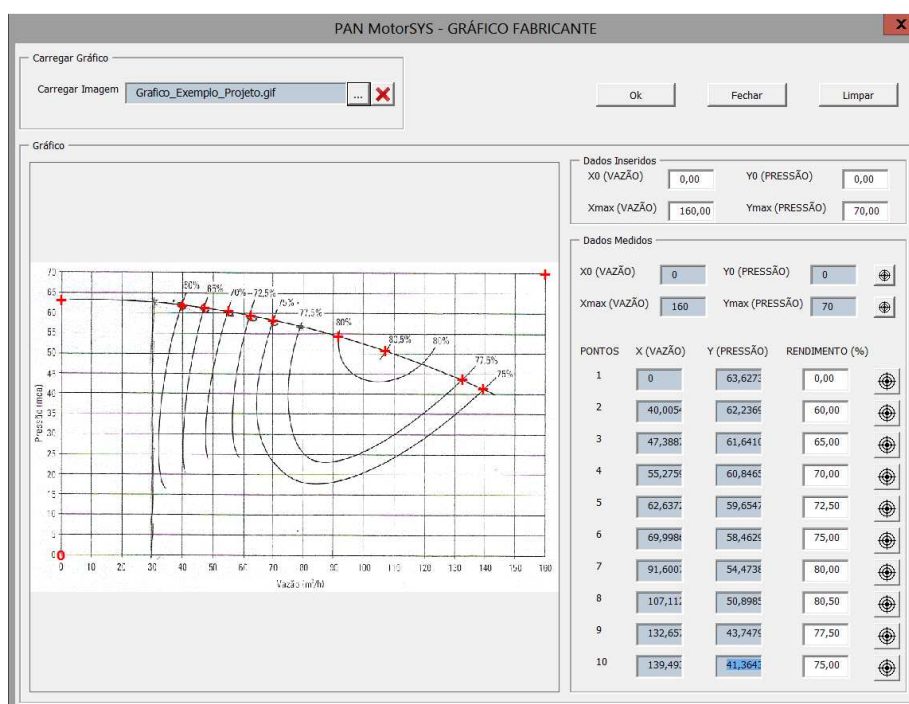 PAN MotorSYS - GRÁFICO FABRICANTE
X
Carregar Gráfico
Carregar Imagem Grafico_Exemplo_Projeto.gif ...
Ok Fechar Limpar
Gráfico
Dados Inseridos
X0 (VAZÃO) 0,00 Y0 (PRESSÃO) 0,00
Xmax (VAZÃO) 160,00 Ymax (PRESSÃO) 70,00
Dados Medidos
X0 (VAZÃO) 0 Y0 (PRESSÃO) 0
Xmax (VAZÃO) 160 Ymax (PRESSÃO) 70
PONTOS X (VAZÃO) Y (PRESSÃO) RENDIMENTO (%)
1 0 63,6273 0,00
2 40,0054 62,2369 60,00
3 47,3887 61,6410 65,00
4 55,2759 60,8465 70,00
5 62,6372 59,6547 72,50
6 69,9986 58,4629 75,00
7 91,6007 54,4738 80,00
8 107,112 50,8985 80,50
9 132,657 43,7479 77,50
10 139,493 41,3643 75,00
70
65
60
55
50
45
40
35
30
25
20
15
10
5
0
65% 70% 72,5% 75% 77,5% 80% 80,5% 80% 77,5% 75%
Pressão (mca)
0 10 20 30 40 50 60 70 80 90 100 110 120 130 140 150 160
Vazão (m³/h)